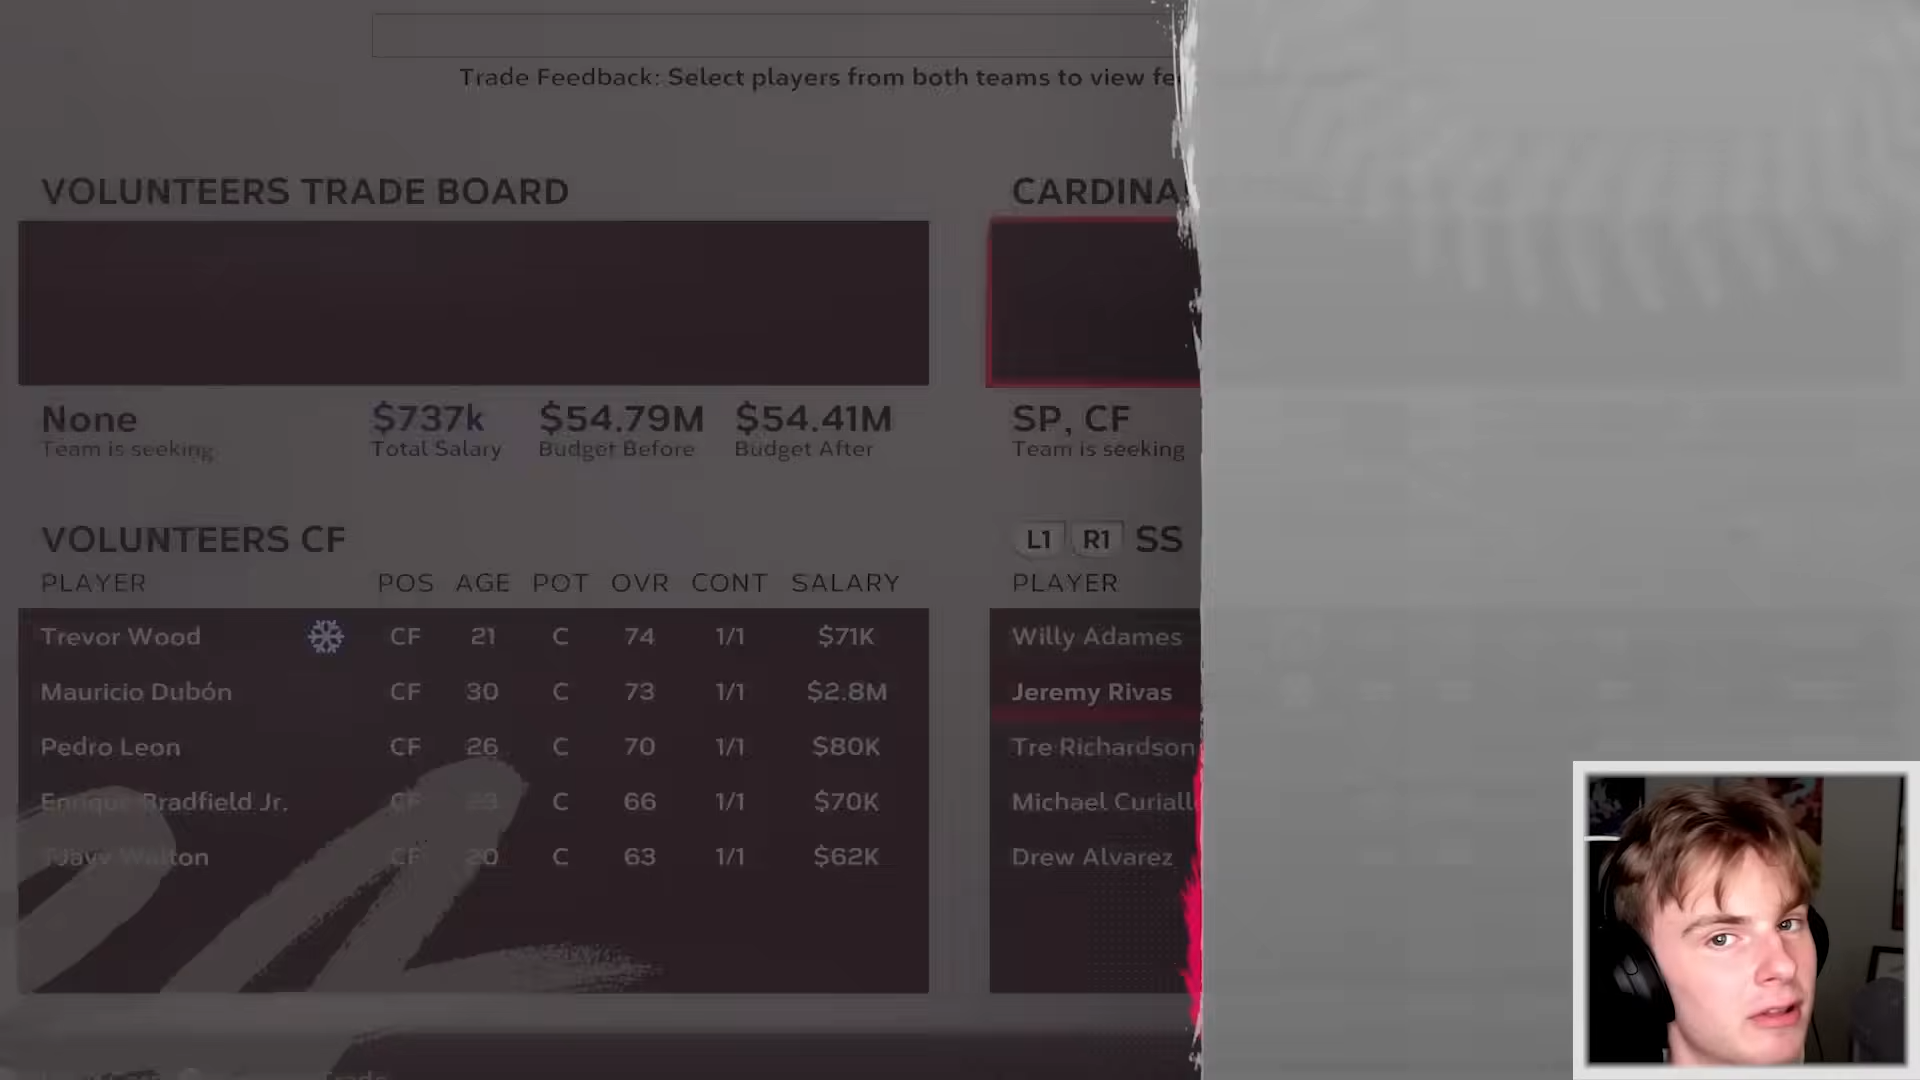 Trade Feedback: Select players from both teams to view fe
VOLUNTEERS TRADE BOARD
None
Team is seeking
$737k
Total Salary
$54.79M
Budget Before
$54.41M
Budget After
VOLUNTEERS CF
PLAYER POS AGE POT OVR CONT SALARY
Trevor Wood CF 21 C 74 1/1 $71K
Mauricio Dubón CF 30 C 73 1/1 $2.8M
Pedro Leon CF 26 C 70 1/1 $80K
Enrique Bradfield Jr. CF 23 C 66 1/1 $70K
Walton CF 20 C 63 1/1 $62K
CARDINA
SP, CF
Team is seeking
L1 R1 SS
PLAYER
Willy Adames
Jeremy Rivas
Tre Richardson
Michael Curiall
Drew Alvarez